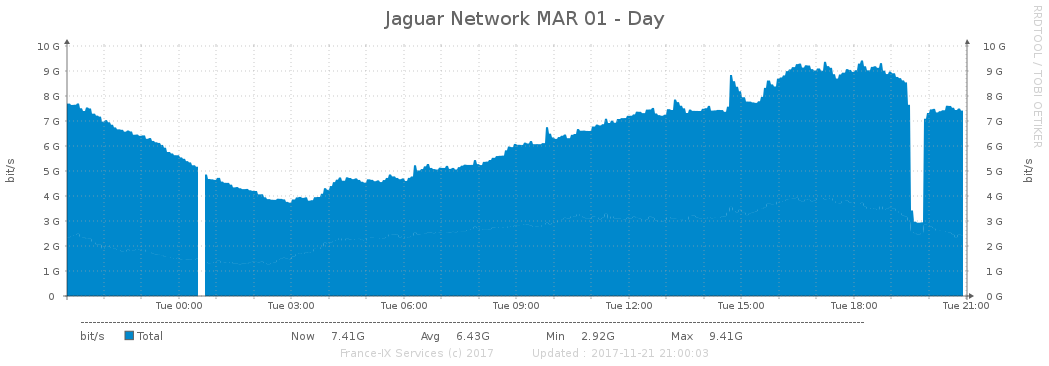 Jaguar Network MAR 01 - Day
RRDTOOL / TOBI OETIKER
bit/s
bit/s
10 G 10 G
9 G 9 G
8 G 8 G
7 G 7 G
6 G 6 G
5 G 5 G
4 G 4 G
3 G 3 G
2 G 2 G
1 G 1 G
0 0 G
Tue 00:00 Tue 03:00 Tue 06:00 Tue 09:00 Tue 12:00 Tue 15:00 Tue 18:00 Tue 21:00
bit/s Total Now 7.41G Avg 6.43G Min 2.92G Max 9.41G
France-IX Services (c) 2017 Updated : 2017-11-21 21:00:03